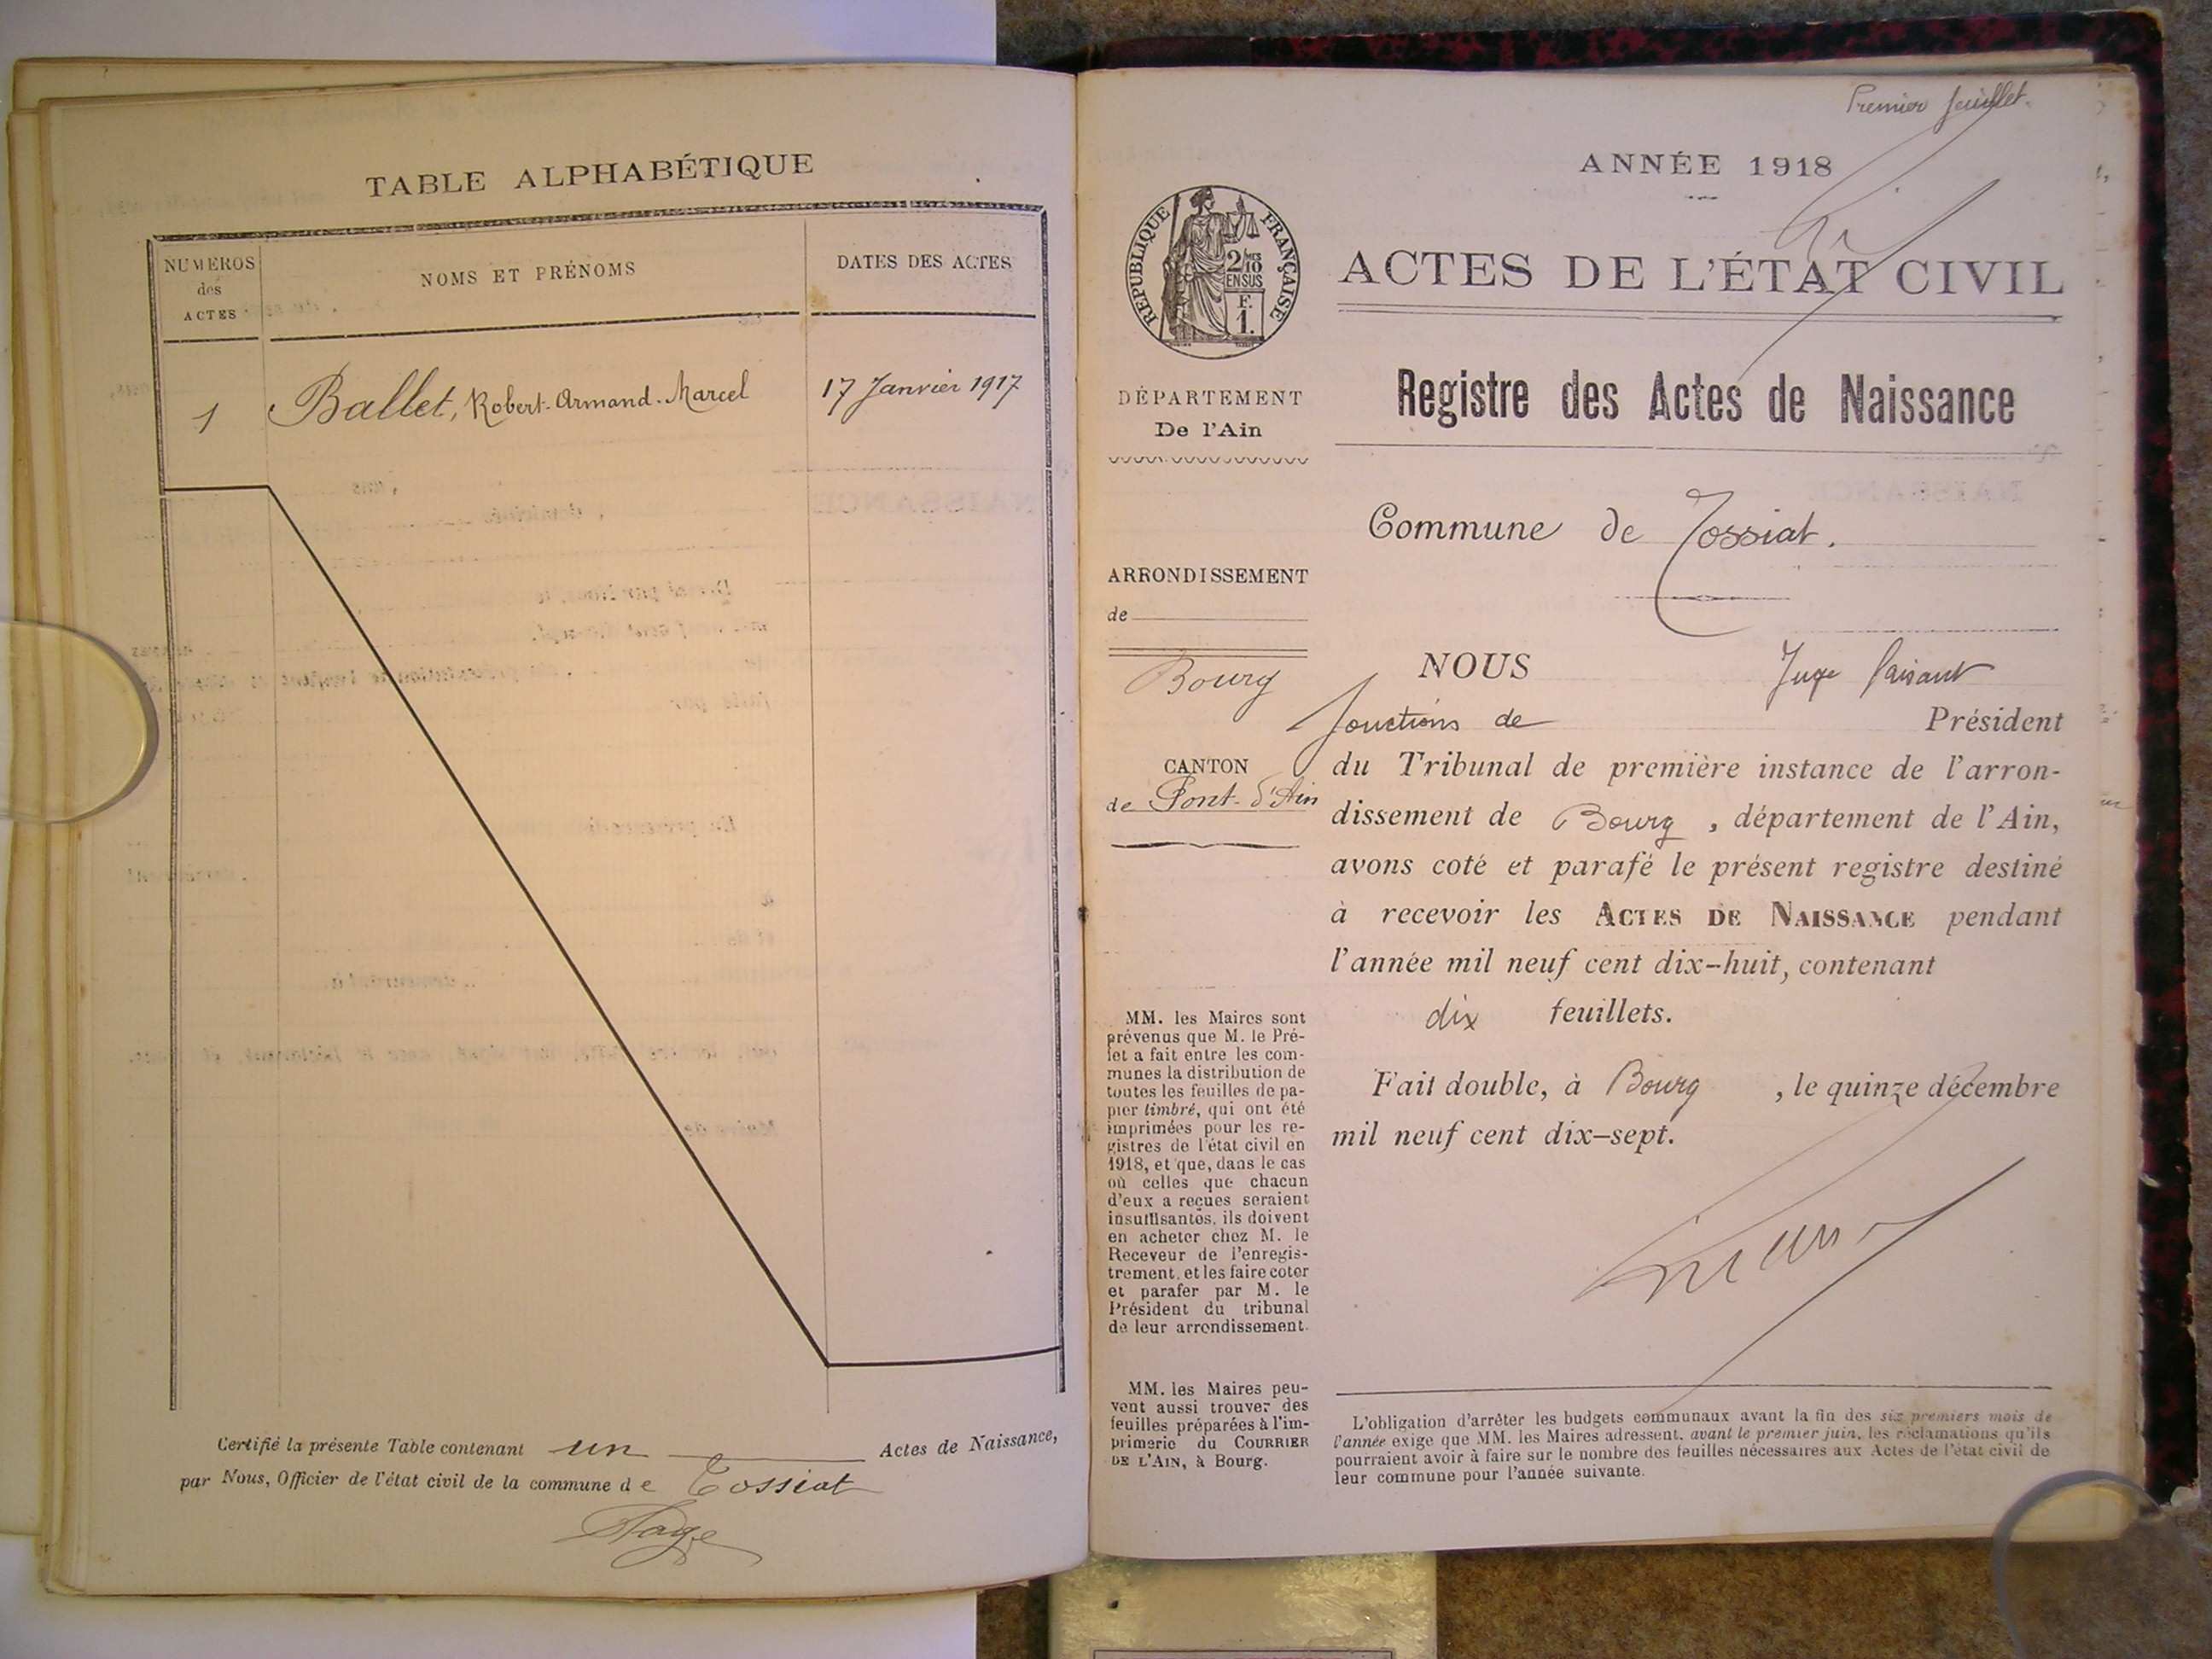 TABLE ALPHABÉTIQUE
NUMEROS
des
ACTES
NOMS ET PRÉNOMS
DATES DES ACTES
1
Ballet, Robert-Armand-Marcel
17 Janvier 1917
Certifié la présente Table contenant un Actes de Naissance,
par Nous, Officier de l'état civil de la commune de Tossiat
Premier feuillet.
ANNÉE 1918
RÉPUBLIQUE FRANÇAISE
2/10 EN SUS
F.
1.
ACTES DE L'ÉTAT CIVIL
Registre des Actes de Naissance
DÉPARTEMENT
De l'Ain
Commune de Tossiat.
ARRONDISSEMENT
de
Bourg
CANTON
de Pont-d'Ain
NOUS Juge faisant
fonctions de Président
du Tribunal de première instance de l'arron-
dissement de Bourg, département de l'Ain,
avons coté et parafé le présent registre destiné
à recevoir les ACTES DE NAISSANCE pendant
l'année mil neuf cent dix-huit, contenant
dix feuillets.
Fait double, à Bourg, le quinze décembre
mil neuf cent dix-sept.
MM. les Maires sont
prévenus que M. le Pré-
fet a fait entre les com-
munes la distribution de
toutes les feuilles de pa-
pier timbré, qui ont été
imprimées pour les re-
gistres de l'état civil en
1918, et que, dans le cas
où celles que chacun
d'eux a reçues seraient
insuffisantes, ils doivent
en acheter chez M. le
Receveur de l'enregis-
trement, et les faire coter
et parafer par M. le
Président du tribunal
de leur arrondissement.
MM. les Maires peu-
vent aussi trouver des
feuilles préparées à l'im-
primerie du COURRIER
DE L'AIN, à Bourg.
L'obligation d'arrêter les budgets communaux avant la fin des six premiers mois de
l'année exige que MM. les Maires adressent, avant le premier juin, les réclamations qu'ils
pourraient avoir à faire sur le nombre des feuilles nécessaires aux Actes de l'état civil de
leur commune pour l'année suivante.